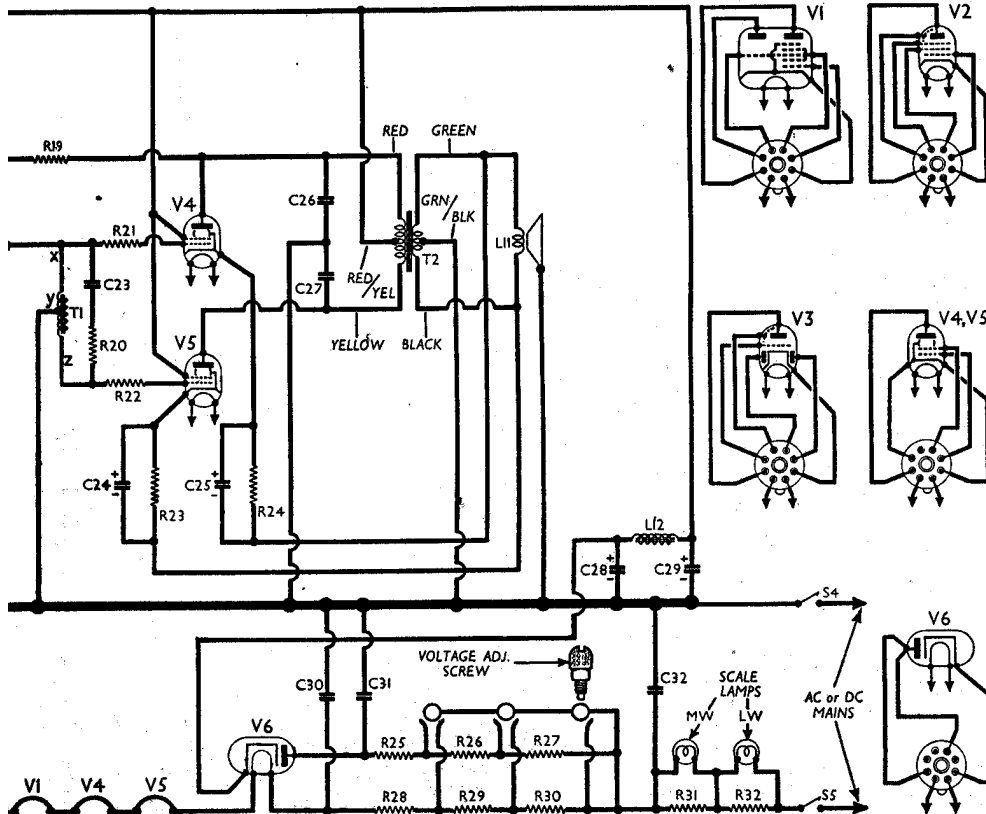 V1
V2
RED
GREEN
R19
V4
C26
GRN/
BLK
R21
X
C23
L11
T2
RED/
YEL
C27
Y
T1
V5
R20
YELLOW
BLACK
Z
R22
V3
V4,V5
+
C24
-
R23
+
C25
-
R24
L12
C28
+
-
C29
+
-
S4
V6
VOLTAGE ADJ.
SCREW
C30
C31
C32
SCALE
LAMPS
MW
LW
AC or DC
MAINS
V6
R25
R26
R27
V1
V4
V5
R28
R29
R30
R31
R32
S5